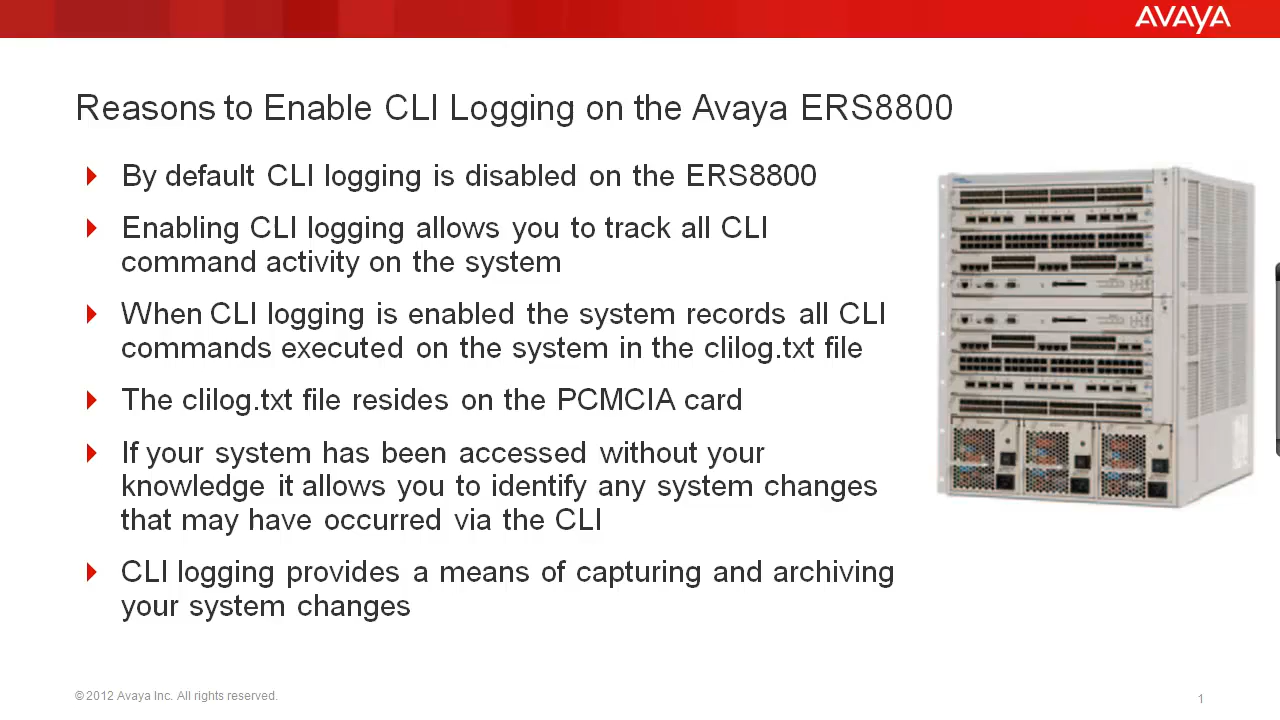 AVAYA
Reasons to Enable CLI Logging on the Avaya ERS8800
By default CLI logging is disabled on the ERS8800
Enabling CLI logging allows you to track all CLI
command activity on the system
When CLI logging is enabled the system records all CLI
commands executed on the system in the clilog.txt file
The clilog.txt file resides on the PCMCIA card
If your system has been accessed without your
knowledge it allows you to identify any system changes
that may have occurred via the CLI
CLI logging provides a means of capturing and archiving
your system changes
© 2012 Avaya Inc. All rights reserved.
1